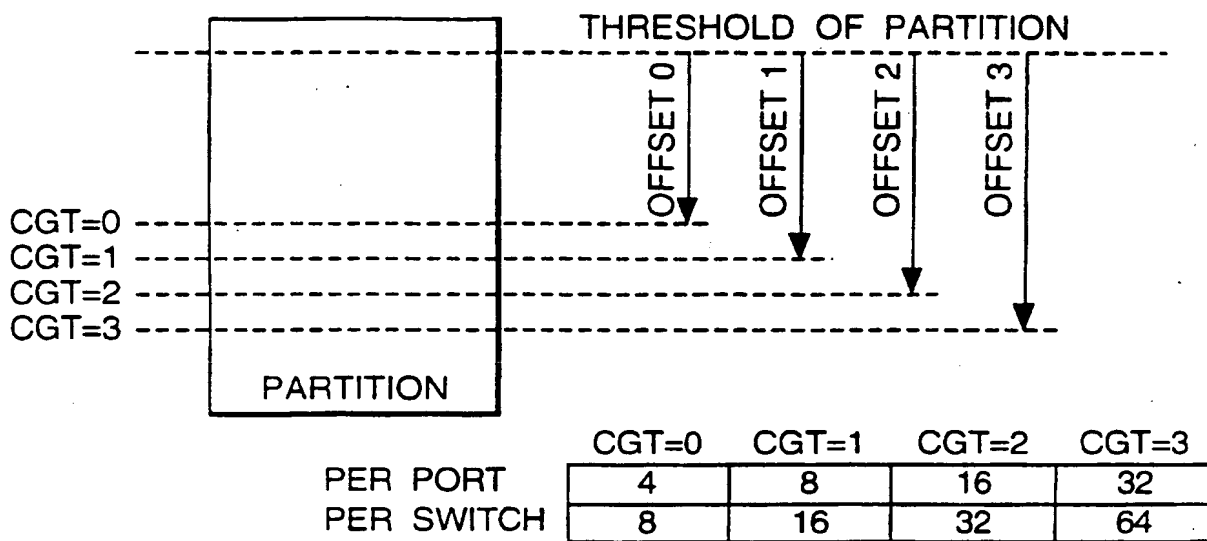 THRESHOLD OF PARTITION
OFFSET 0
OFFSET 1
OFFSET 2
OFFSET 3
CGT=0
CGT=1
CGT=2
CGT=3
PARTITION
CGT=0 CGT=1 CGT=2 CGT=3
PER PORT 4 8 16 32
PER SWITCH 8 16 32 64